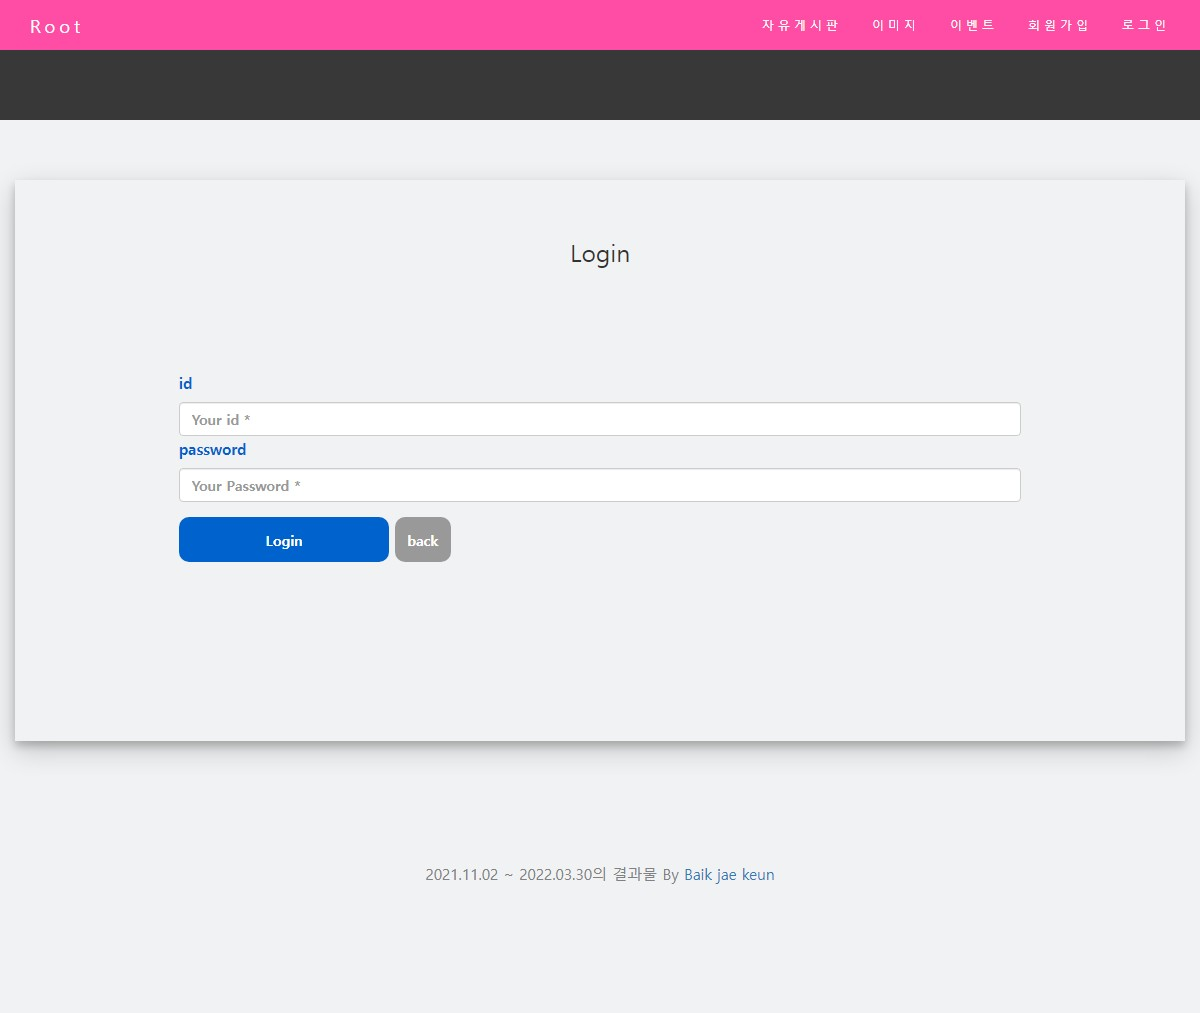 Root
자유게시판 이미지 이벤트 회원가입 로그인
Login
id
Your id *
password
Your Password *
Login back
2021.11.02 ~ 2022.03.30의 결과물 By Baik jae keun